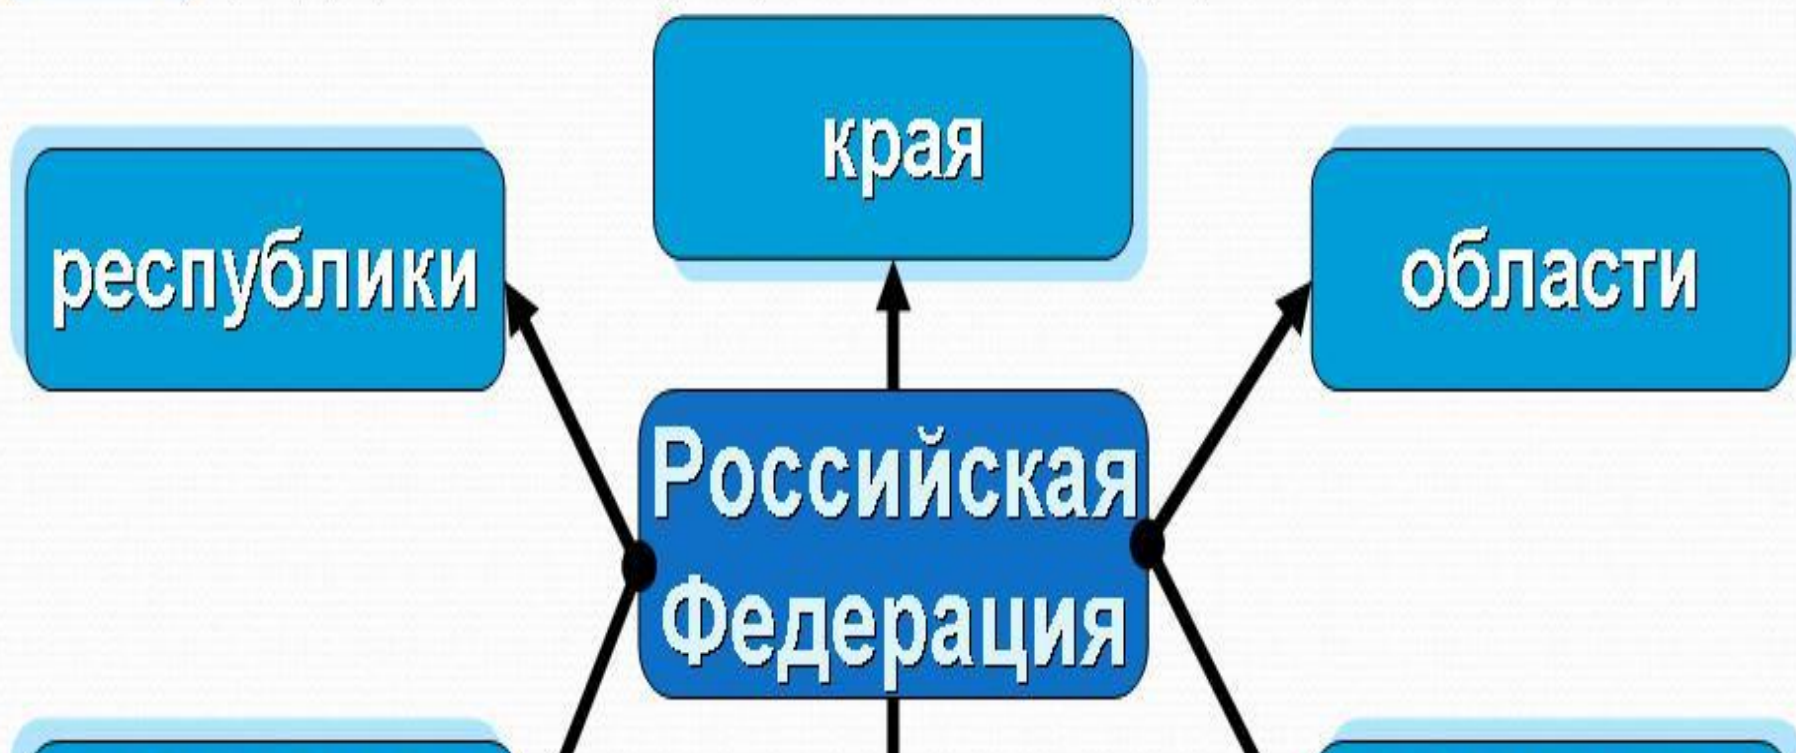 края
республики
области
Российская
Федерация